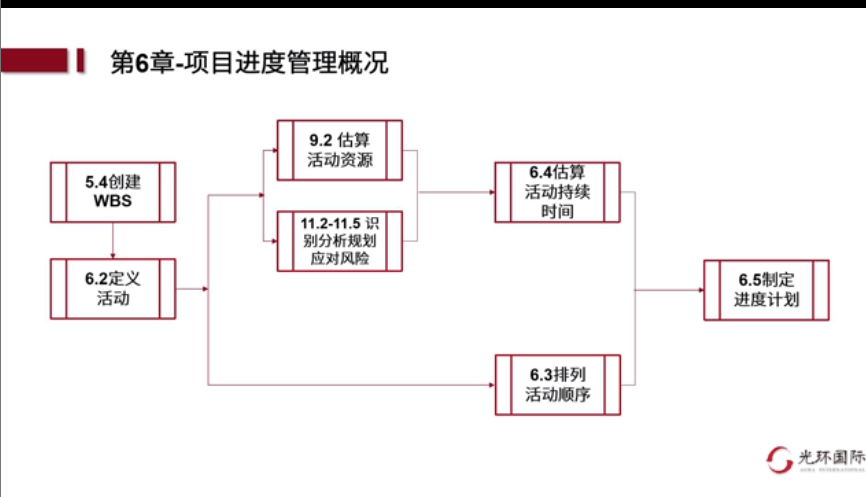 第6章-项目进度管理概况
9.2 估算
活动资源
5.4创建
WBS
6.4估算
活动持续
时间
11.2-11.5 识
别分析规划
应对风险
6.2定义
活动
6.5制定
进度计划
6.3排列
活动顺序
光环国际
AURA INTERNATIONAL